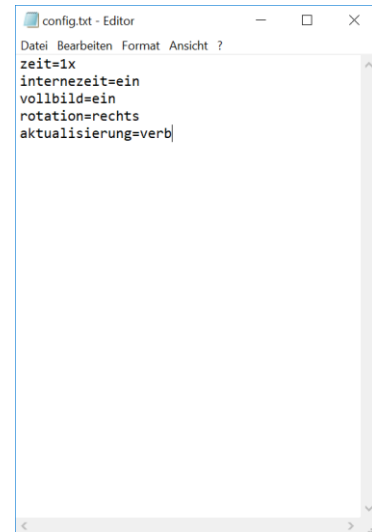 config.txt - Editor
Datei Bearbeiten Format Ansicht ?
zeit=1x
internezeit=ein
vollbild=ein
rotation=rechts
aktualisierung=verb